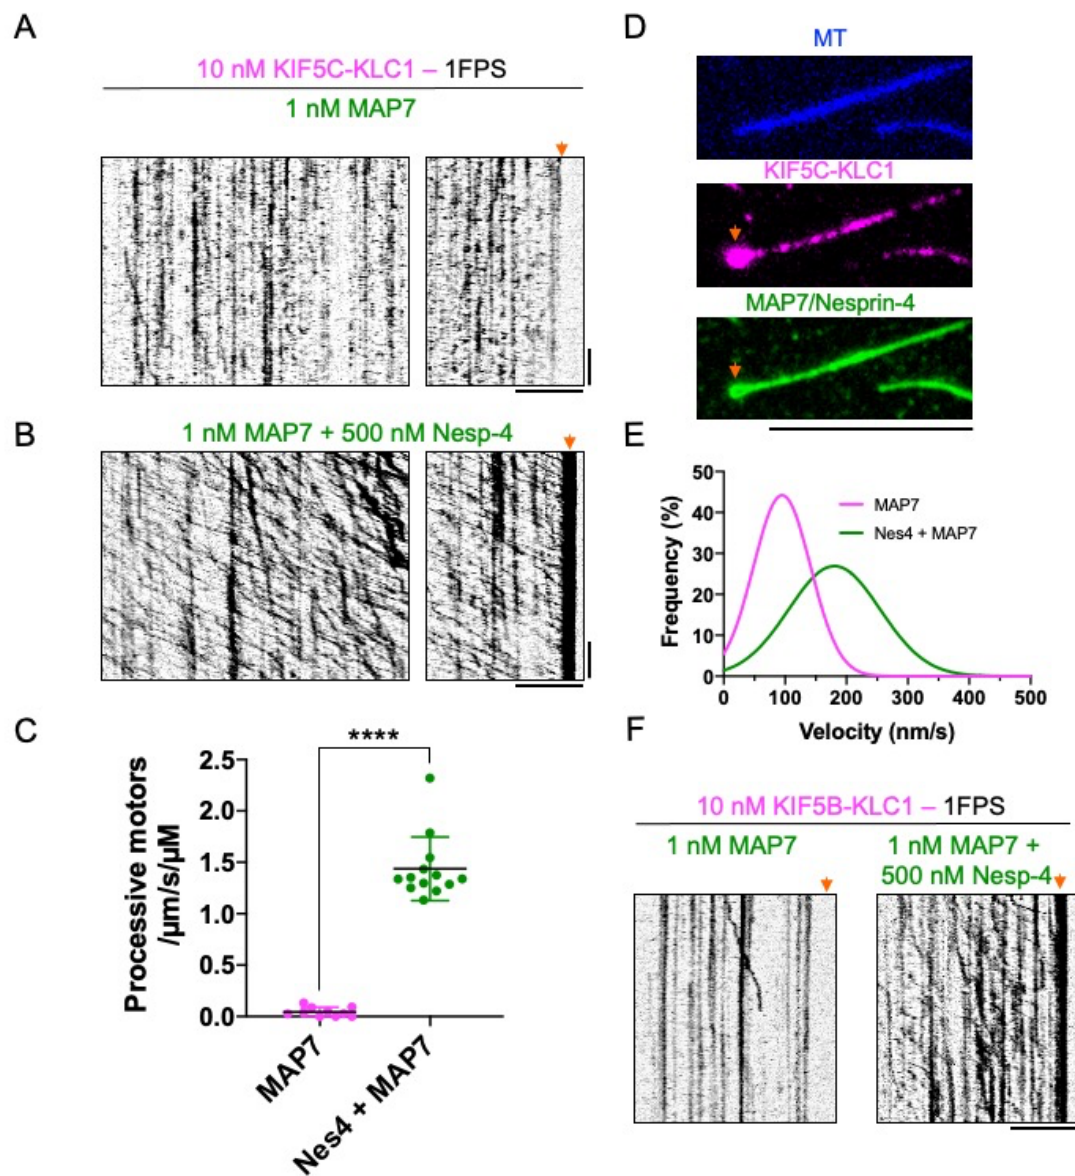 A
10 nM KIF5C-KLC1 – 1FPS
1 nM MAP7
B
1 nM MAP7 + 500 nM Nesp-4
C
Processive motors
/µm/s/µM
2.5
2.0
1.5
1.0
0.5
0.0
****
MAP7
Nes4 + MAP7
D
MT
KIF5C-KLC1
MAP7/Nesprin-4
E
Frequency (%)
50
40
30
20
10
0
MAP7
Nes4 + MAP7
0 100 200 300 400 500
Velocity (nm/s)
F
10 nM KIF5B-KLC1 – 1FPS
1 nM MAP7
1 nM MAP7 +
500 nM Nesp-4